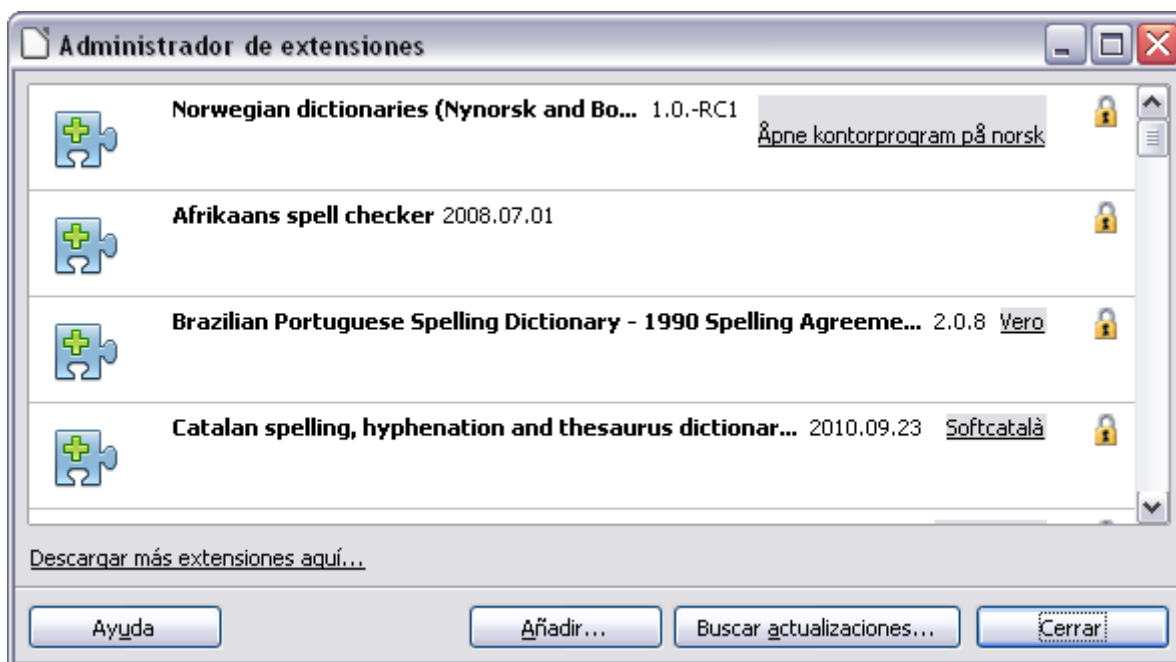 Administrador de extensiones
Norwegian dictionaries (Nynorsk and Bo... 1.0.-RC1
Åpne kontorprogram på norsk
Afrikaans spell checker 2008.07.01
Brazilian Portuguese Spelling Dictionary - 1990 Spelling Agreeme... 2.0.8 Vero
Catalan spelling, hyphenation and thesaurus dictionar... 2010.09.23 Softcatalà
Descargar más extensiones aquí...
Ayuda Añadir... Buscar actualizaciones... Cerrar